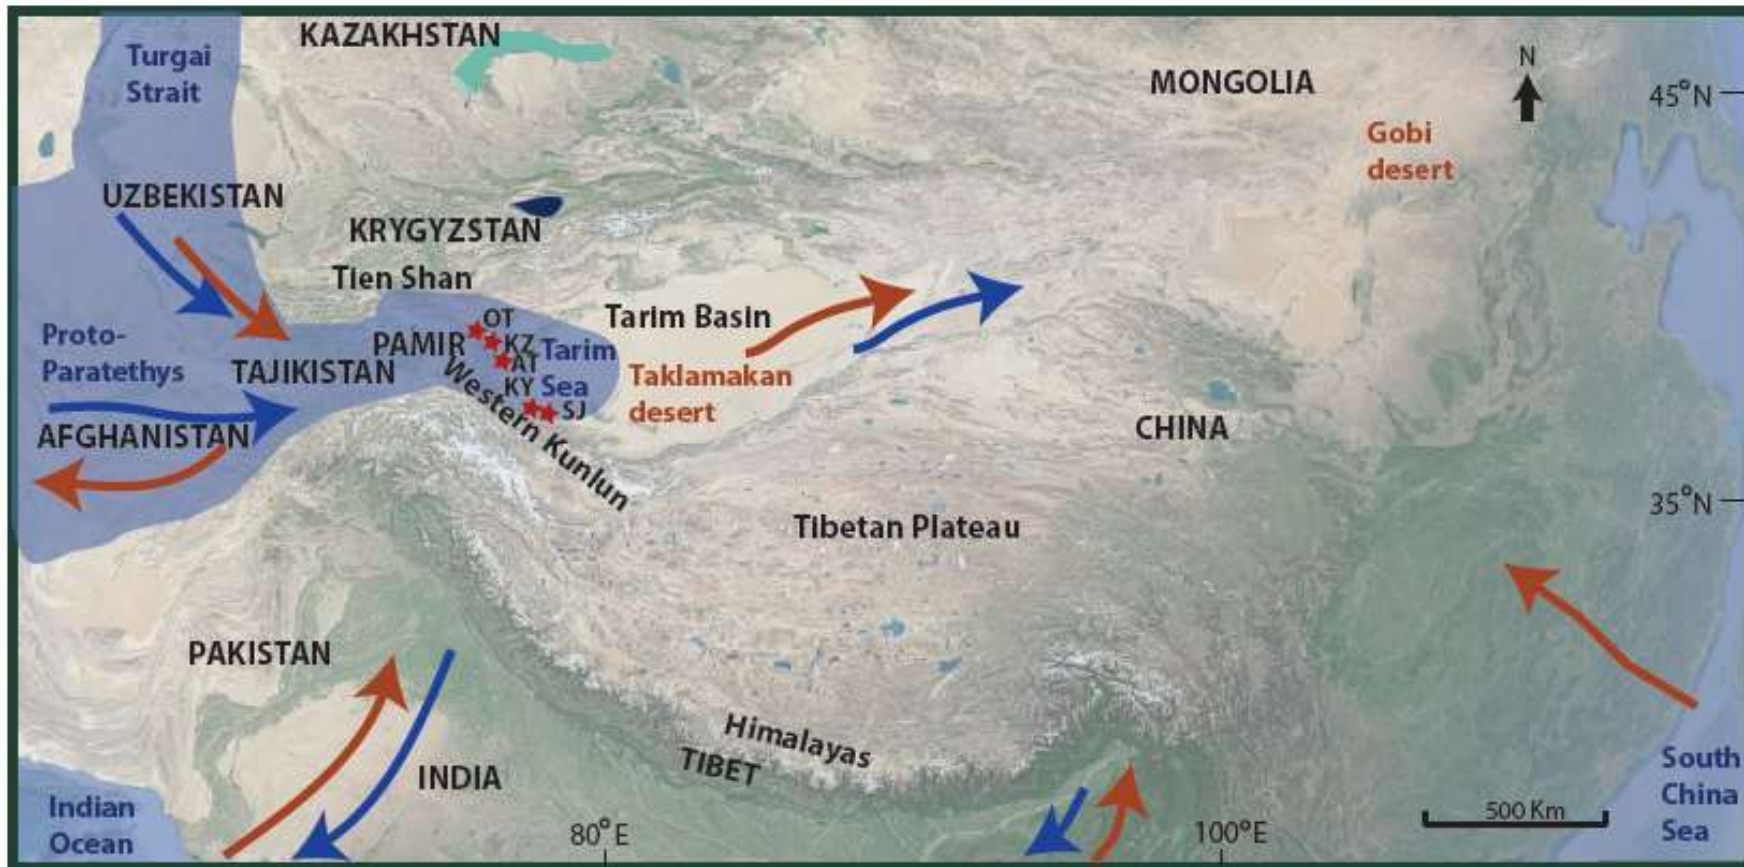 KAZAKHSTAN
Turgai
Strait
MONGOLIA
N
45°N
Gobi
desert
UZBEKISTAN
KRYGYZSTAN
Tien Shan
Proto-
Paratethys
TAJIKISTAN
PAMIR
OT
KZ
AT
KY
SJ
Tarim
Sea
Western Kunlun
Tarim Basin
Taklamakan
desert
AFGHANISTAN
CHINA
35°N
Tibetan Plateau
PAKISTAN
Himalayas
TIBET
INDIA
Indian
Ocean
80°E
100°E
500 Km
South
China
Sea